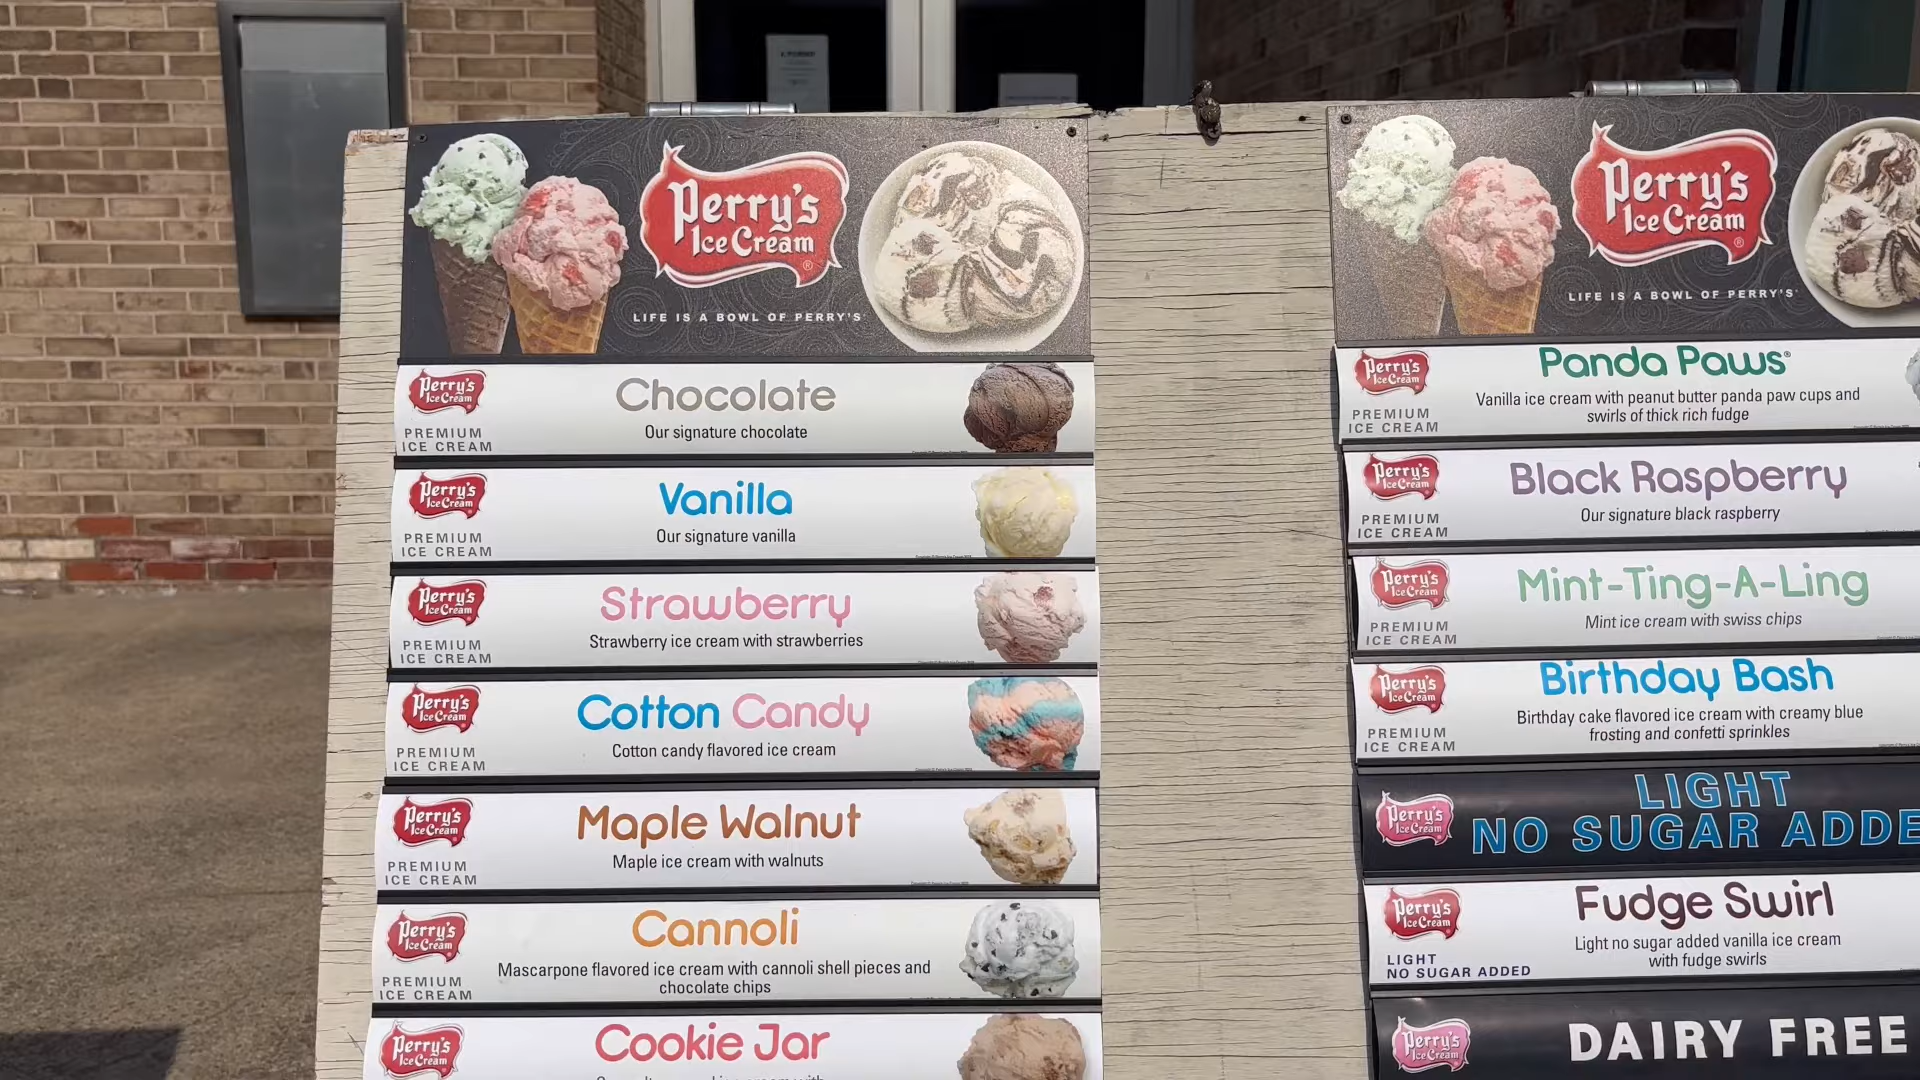 Perry's
Ice Cream
®
LIFE IS A BOWL OF PERRY'S
Perry's
Ice Cream
PREMIUM
ICE CREAM
Chocolate
Our signature chocolate
Perry's
Ice Cream
PREMIUM
ICE CREAM
Vanilla
Our signature vanilla
Perry's
Ice Cream
PREMIUM
ICE CREAM
Strawberry
Strawberry ice cream with strawberries
Perry's
Ice Cream
PREMIUM
ICE CREAM
Cotton Candy
Cotton candy flavored ice cream
Perry's
Ice Cream
PREMIUM
ICE CREAM
Maple Walnut
Maple ice cream with walnuts
Perry's
Ice Cream
PREMIUM
ICE CREAM
Cannoli
Mascarpone flavored ice cream with cannoli shell pieces and
chocolate chips
Perry's
Ice Cream
Cookie Jar
Perry's
Ice Cream
®
LIFE IS A BOWL OF PERRY'S
Perry's
Ice Cream
PREMIUM
ICE CREAM
Panda Paws®
Vanilla ice cream with peanut butter panda paw cups and
swirls of thick rich fudge
Perry's
Ice Cream
PREMIUM
ICE CREAM
Black Raspberry
Our signature black raspberry
Perry's
Ice Cream
PREMIUM
ICE CREAM
Mint-Ting-A-Ling
Mint ice cream with swiss chips
Perry's
Ice Cream
PREMIUM
ICE CREAM
Birthday Bash
Birthday cake flavored ice cream with creamy blue
frosting and confetti sprinkles
Perry's
Ice Cream
LIGHT
NO SUGAR ADDE
Perry's
Ice Cream
LIGHT
NO SUGAR ADDED
Fudge Swirl
Light no sugar added vanilla ice cream
with fudge swirls
Perry's
Ice Cream
DAIRY FREE